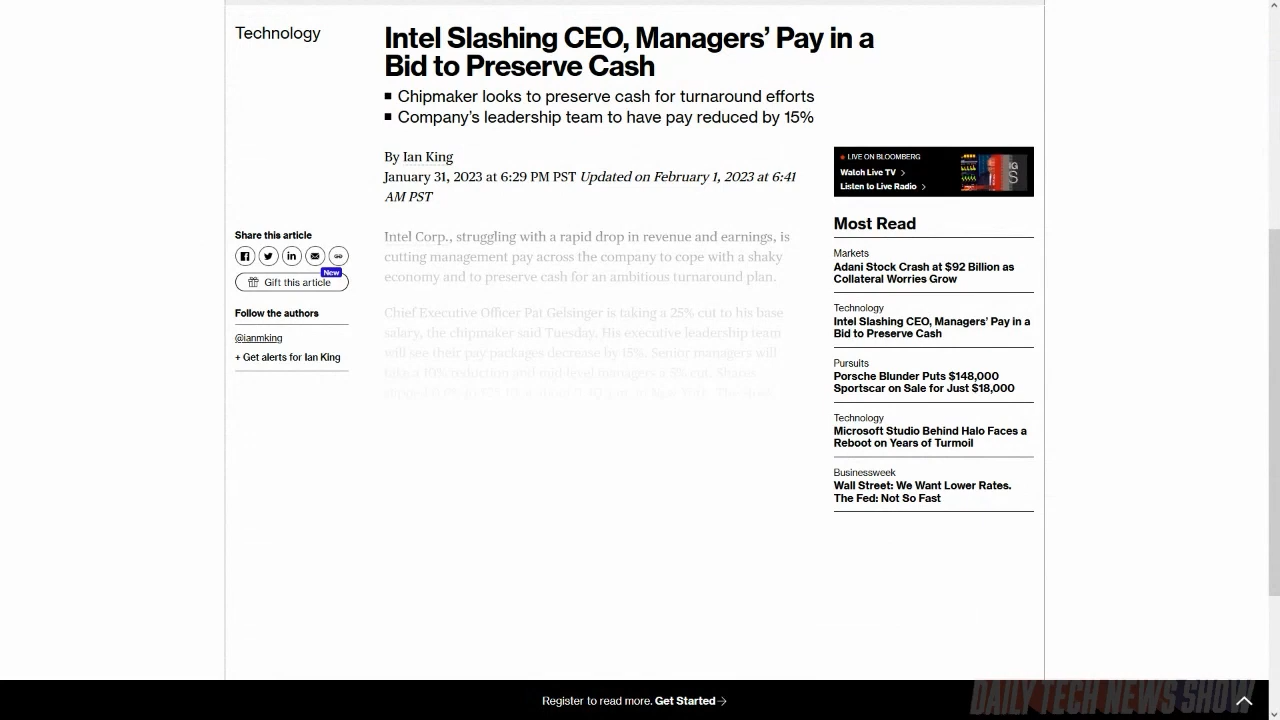 Technology
Intel Slashing CEO, Managers’ Pay in a
Bid to Preserve Cash
Chipmaker looks to preserve cash for turnaround efforts
Company’s leadership team to have pay reduced by 15%
By Ian King
January 31, 2023 at 6:29 PM PST Updated on February 1, 2023 at 6:41
AM PST
Share this article
New
Gift this article
Follow the authors
@ianmking
+ Get alerts for Ian King
Intel Corp., struggling with a rapid drop in revenue and earnings, is
cutting management pay across the company to cope with a shaky
economy and to preserve cash for an ambitious turnaround plan.
Chief Executive Officer Pat Gelsinger is taking a 25% cut to his base
salary, the chipmaker said Tuesday. His executive leadership team
will see their pay packages decrease by 15%. Senior managers will
take a 10% reduction and mid-level managers a 5% cut. Shares
LIVE ON BLOOMBERG
Watch Live TV
Listen to Live Radio
Most Read
Markets
Adani Stock Crash at $92 Billion as
Collateral Worries Grow
Technology
Intel Slashing CEO, Managers’ Pay in a
Bid to Preserve Cash
Pursuits
Porsche Blunder Puts $148,000
Sportscar on Sale for Just $18,000
Technology
Microsoft Studio Behind Halo Faces a
Reboot on Years of Turmoil
Businessweek
Wall Street: We Want Lower Rates.
The Fed: Not So Fast
Register to read more. Get Started
DAILY TECH NEWS SHOW